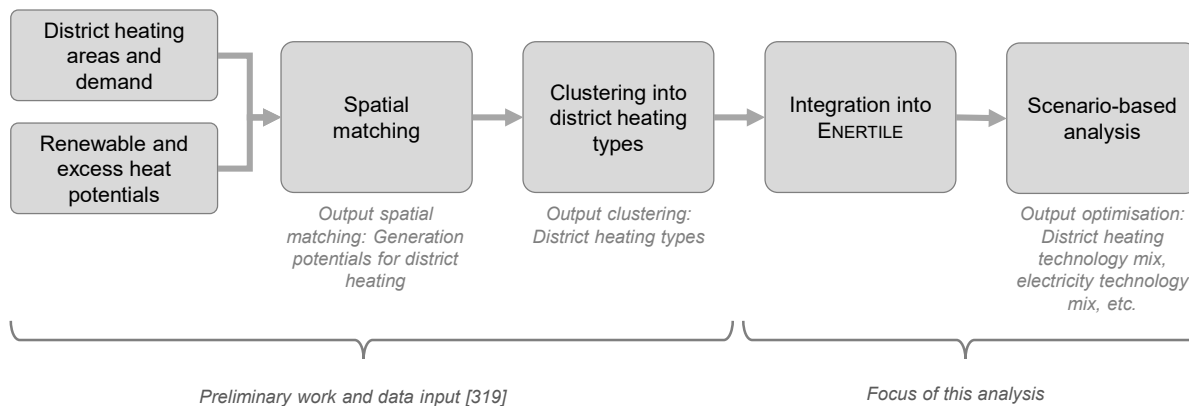 District heating
areas and
demand
Renewable and
excess heat
potentials
Spatial
matching
Clustering into
district heating
types
Integration into
ENERTILE
Scenario-based
analysis
Output spatial
matching: Generation
potentials for district
heating
Output clustering:
District heating types
Output optimisation:
District heating
technology mix,
electricity technology
mix, etc.
Preliminary work and data input [319]
Focus of this analysis